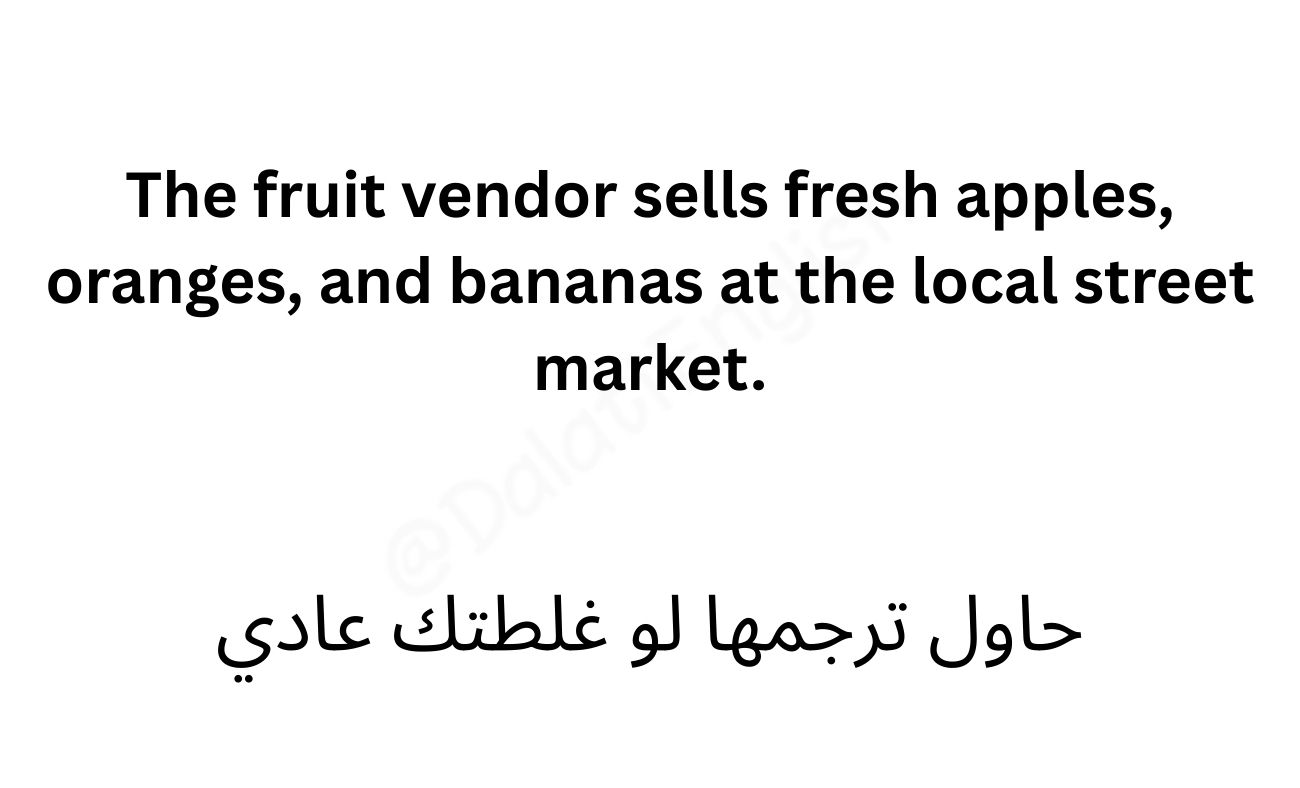 The fruit vendor sells fresh apples,
oranges, and bananas at the local street
market.
@DalatEnglish
حاول ترجمها لو غلطتك عادي